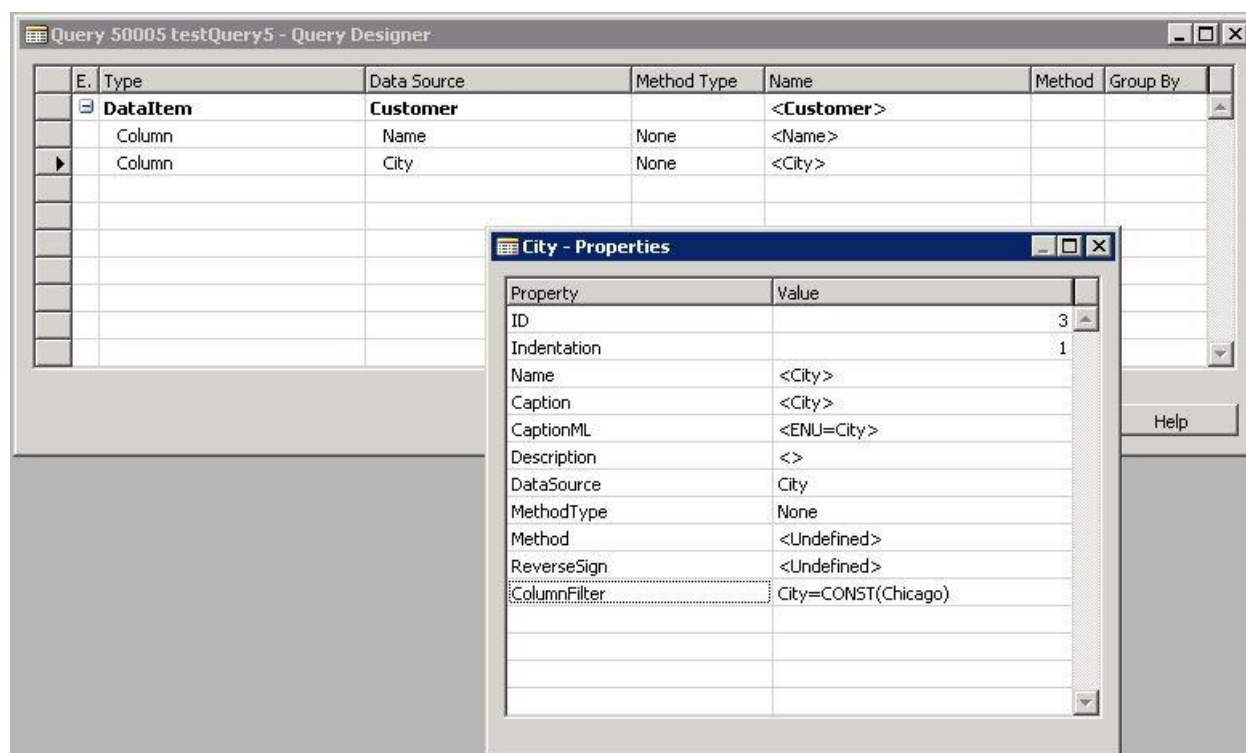 Query 50005 testQuery5 - Query Designer
E. Type Data Source Method Type Name Method Group By
DataItem Customer <Customer>
Column Name None <Name>
Column City None <City>
City - Properties
Property Value
ID 3
Indentation 1
Name <City>
Caption <City>
CaptionML <ENU=City>
Help
Description <>
DataSource City
MethodType None
Method <Undefined>
ReverseSign <Undefined>
ColumnFilter City=CONST(Chicago)